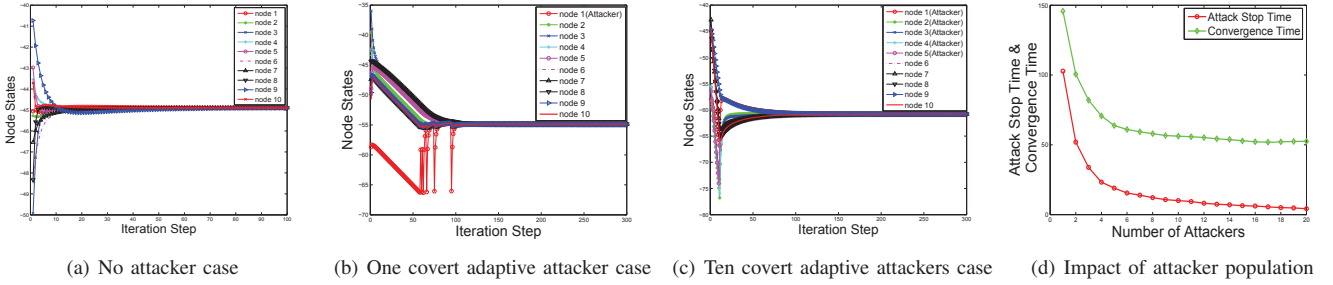 Node States
-40
-41
-42
-43
-44
-45
-46
-47
-48
-49
-50
0 10 20 30 40 50 60 70 80 90 100
Iteration Step
node 1
node 2
node 3
node 4
node 5
node 6
node 7
node 8
node 9
node 10
(a) No attacker case
Node States
-35
-40
-45
-50
-55
-60
-65
-70
0 50 100 150 200 250 300
Iteration Step
node 1(Attacker)
node 2
node 3
node 4
node 5
node 6
node 7
node 8
node 9
node 10
(b) One covert adaptive attacker case
Node States
-40
-45
-50
-55
-60
-65
-70
-75
-80
0 50 100 150 200 250 300
Iteration Step
node 1(Attacker)
node 2(Attacker)
node 3(Attacker)
node 4(Attacker)
node 5(Attacker)
node 6
node 7
node 8
node 9
node 10
(c) Ten covert adaptive attackers case
Attack Stop Time &
Convergence Time
150
100
50
0
2 4 6 8 10 12 14 16 18 20
Number of Attackers
Attack Stop Time
Convergence Time
(d) Impact of attacker population